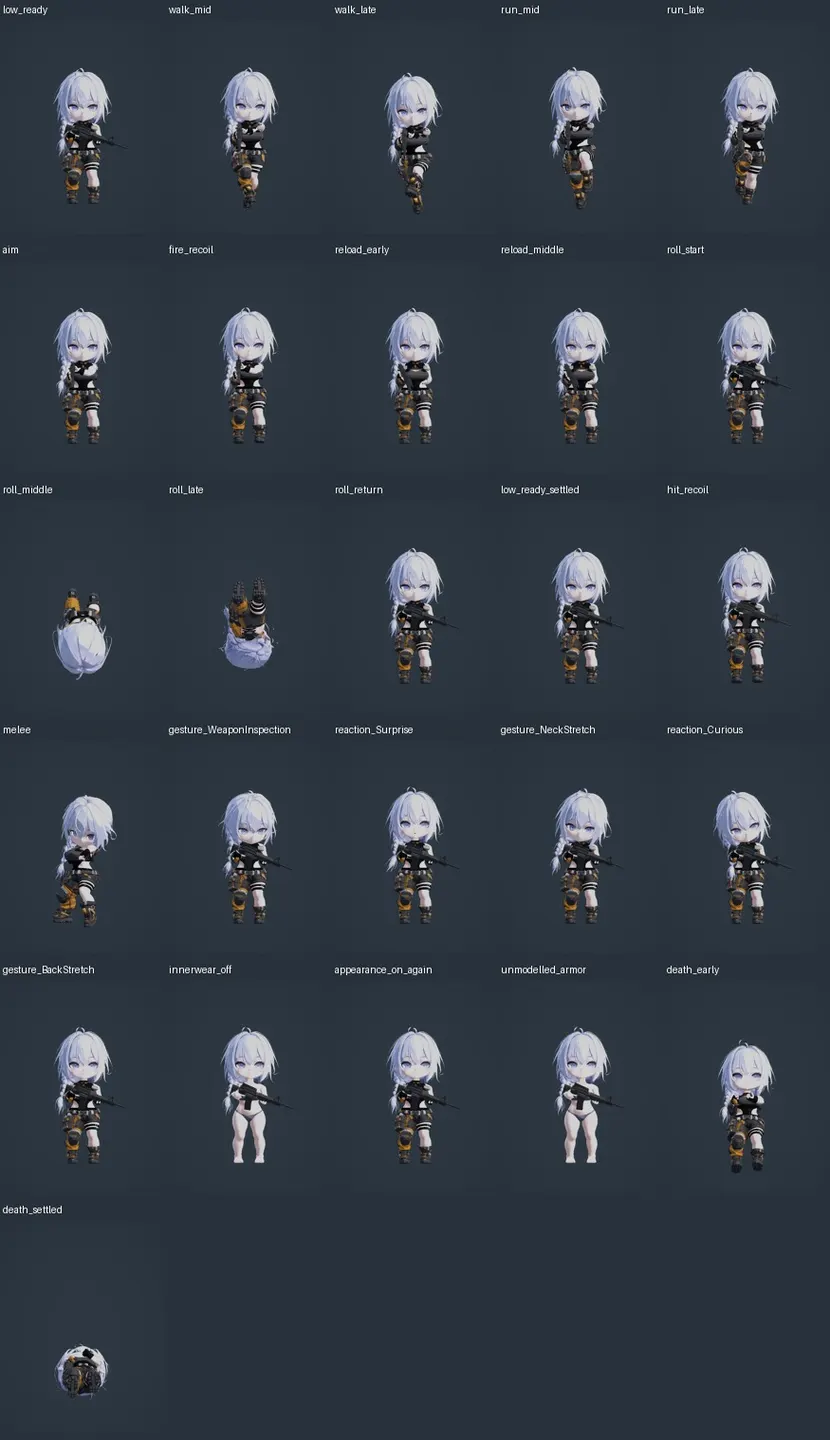 low_ready
walk_mid
walk_late
run_mid
run_late
aim
fire_recoil
reload_early
reload_middle
roll_start
roll_middle
roll_late
roll_return
low_ready_settled
hit_recoil
melee
gesture_WeaponInspection
reaction_Surprise
gesture_NeckStretch
reaction_Curious
gesture_BackStretch
innerwear_off
appearance_on_again
unmodelled_armor
death_early
death_settled